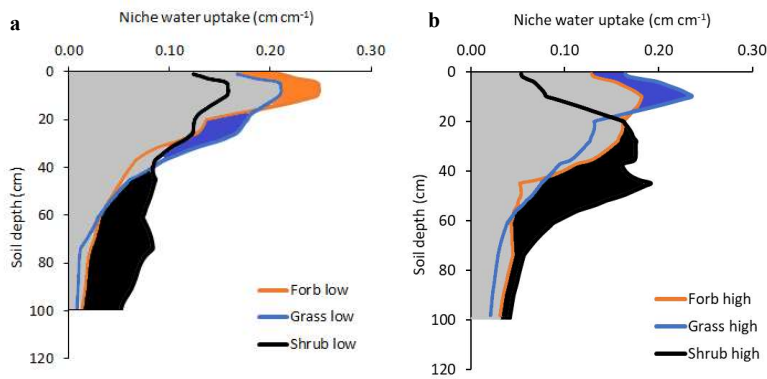 a
Niche water uptake (cm cm⁻¹)
0.00 0.10 0.20 0.30
0
20
40
60
80
100
120
Soil depth (cm)
Forb low
Grass low
Shrub low
b
Niche water uptake (cm cm⁻¹)
0.00 0.10 0.20 0.30
0
20
40
60
80
100
120
Soil depth (cm)
Forb high
Grass high
Shrub high